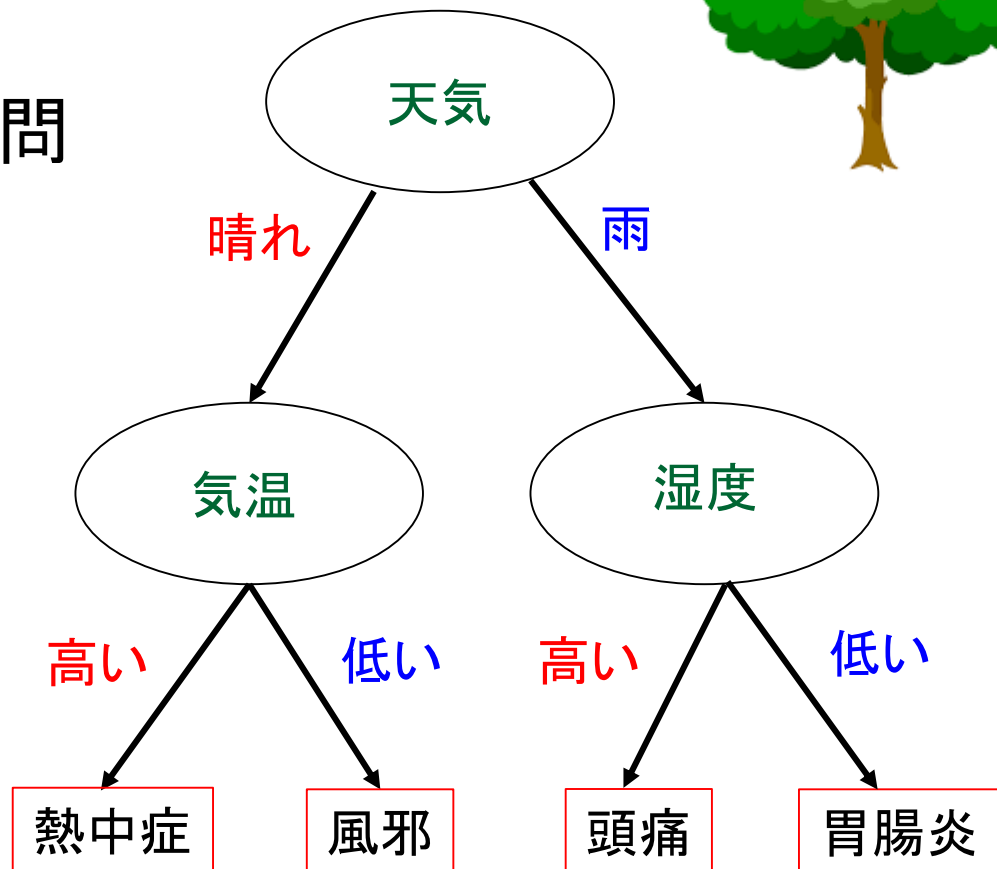 問
天気
晴れ
雨
気温
湿度
高い
低い
高い
低い
熱中症
風邪
頭痛
胃腸炎